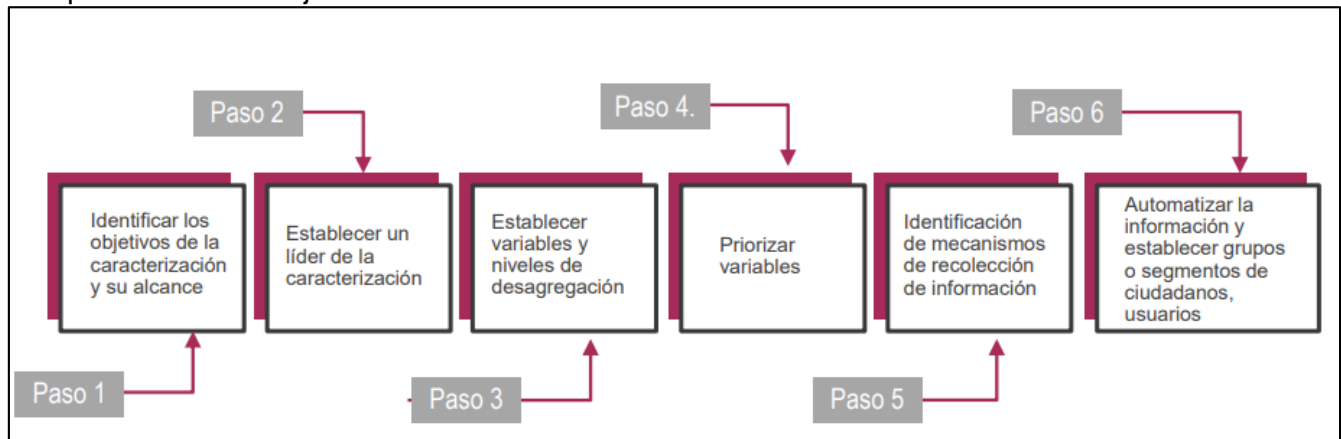 Paso 2
Paso 4.
Paso 6
Identificar los
objetivos de la
caracterización
y su alcance
Establecer un
líder de la
caracterización
Establecer
variables y
niveles de
desagregación
Priorizar
variables
Identificación
de mecanismos
de recolección
de información
Automatizar la
información y
establecer grupos
o segmentos de
ciudadanos,
usuarios
Paso 1
Paso 3
Paso 5